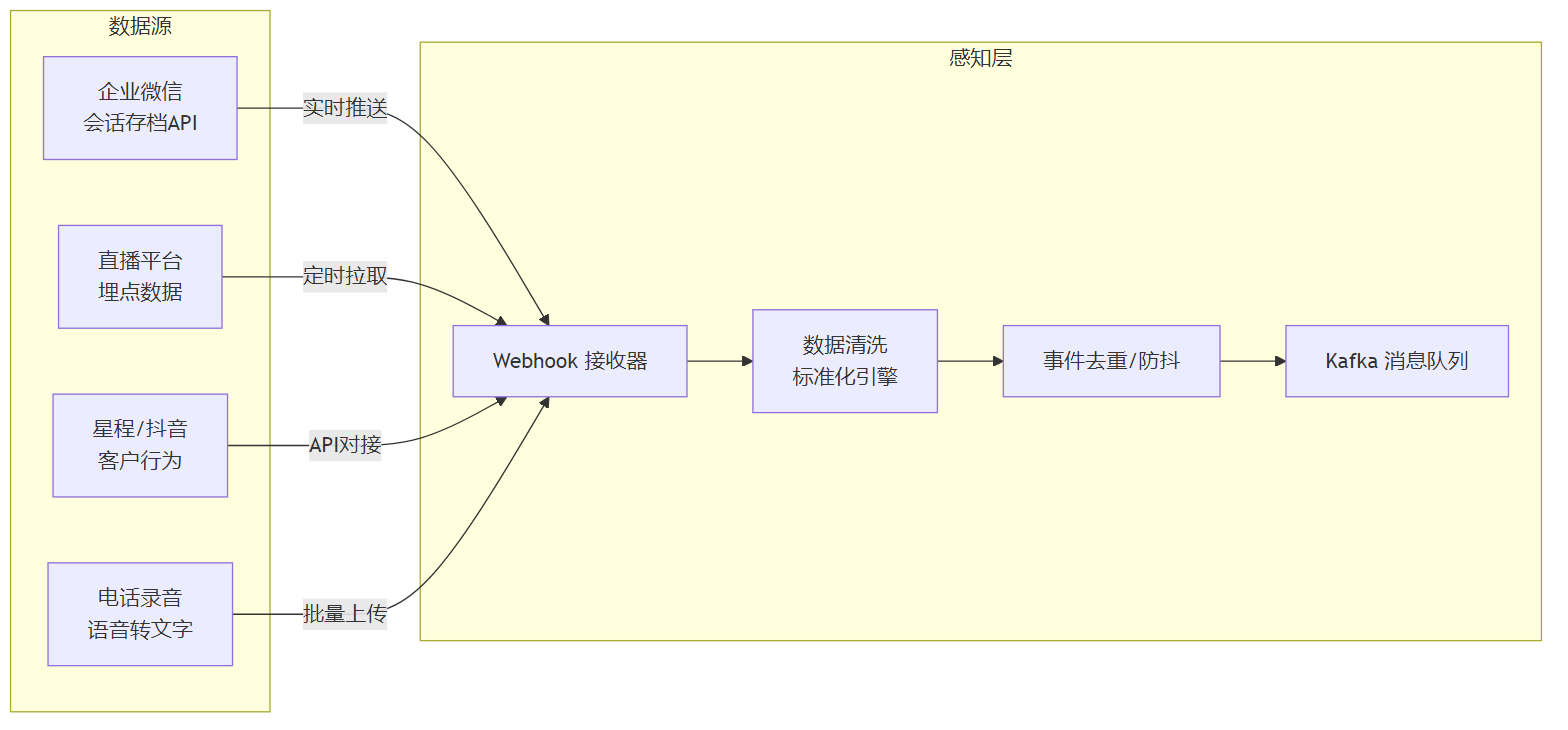 数据源
企业微信
会话存档API
直播平台
埋点数据
星程/抖音
客户行为
电话录音
语音转文字
实时推送
定时拉取
API对接
批量上传
感知层
Webhook 接收器
数据清洗
标准化引擎
事件去重/防抖
Kafka 消息队列